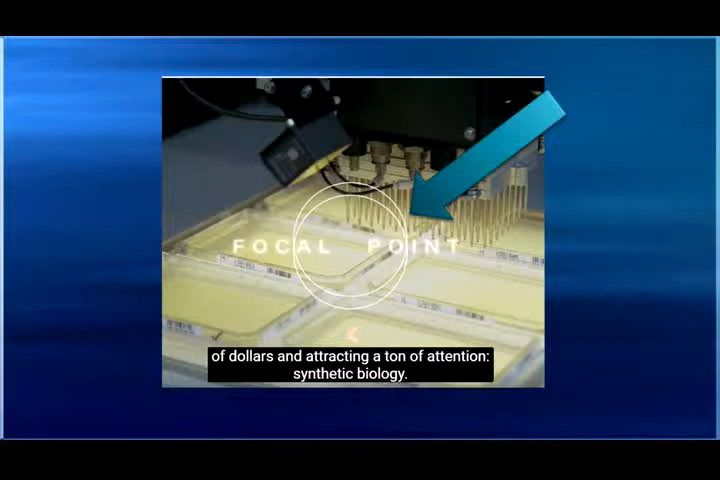 FOCAL POINT
of dollars and attracting a ton of attention:
synthetic biology.